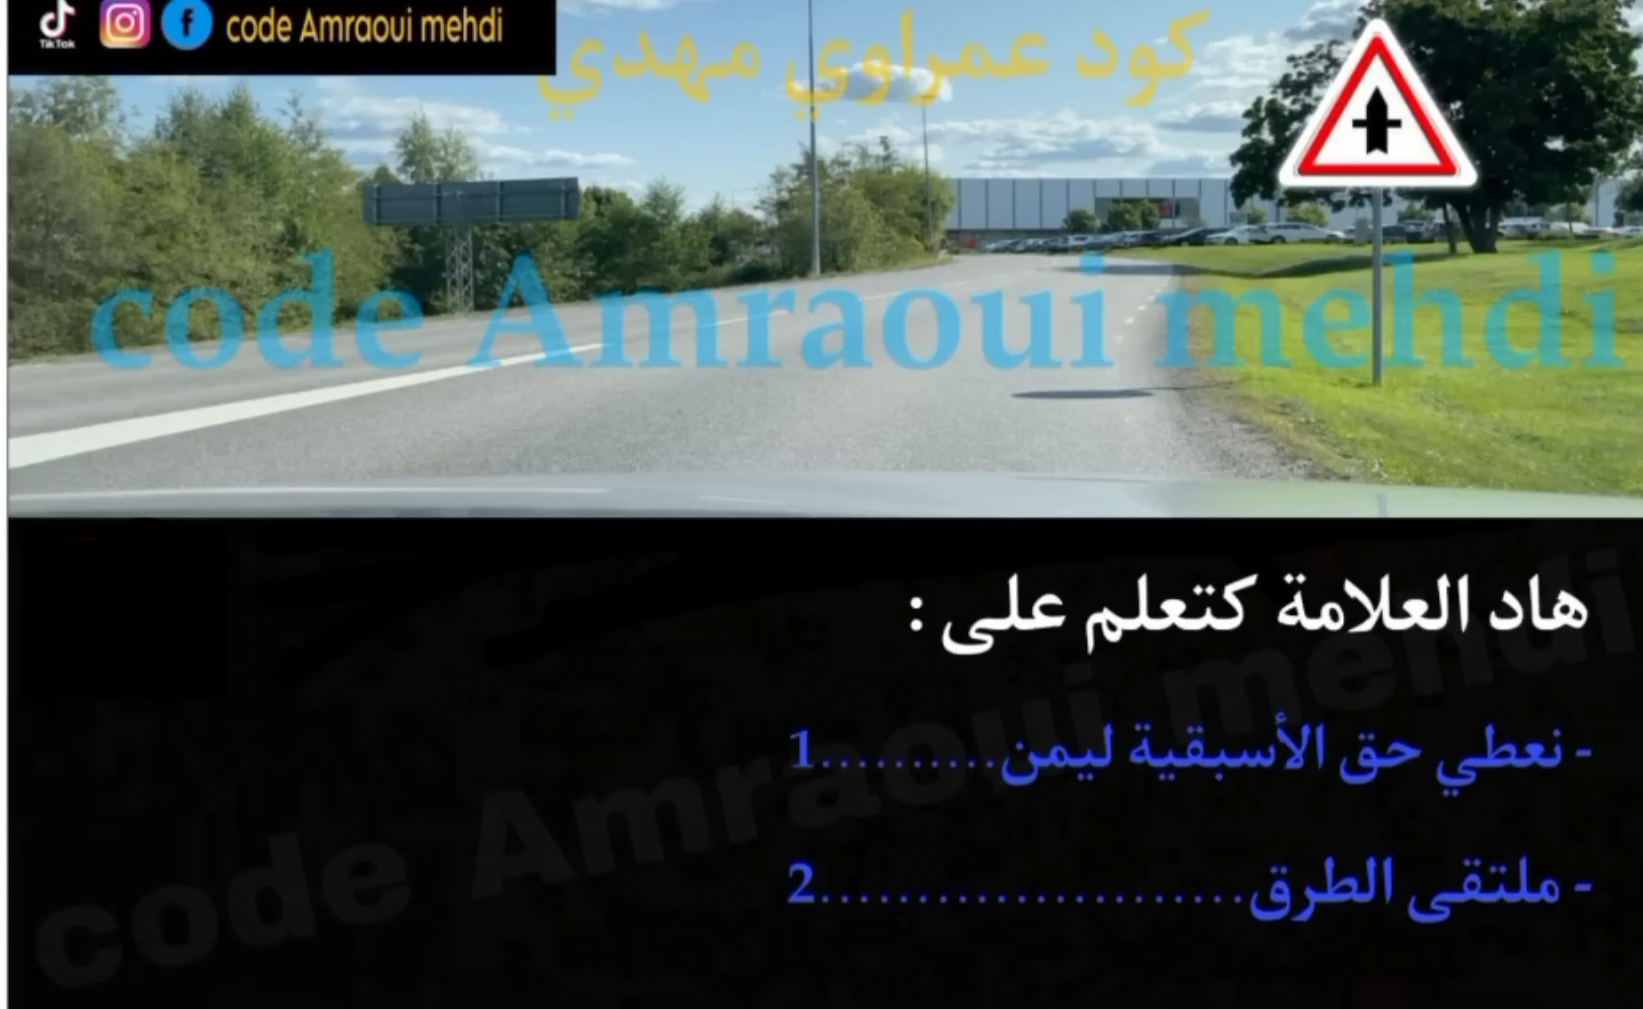 TikTok
code Amraoui mehdi
كود عمراوي مهدي
code Amraoui mehdi
هاد العلامة كتعلم على :
- نعطي حق الأسبقية ليمن..........1
- ملتقى الطرق......................2
code Amraoui mehdi